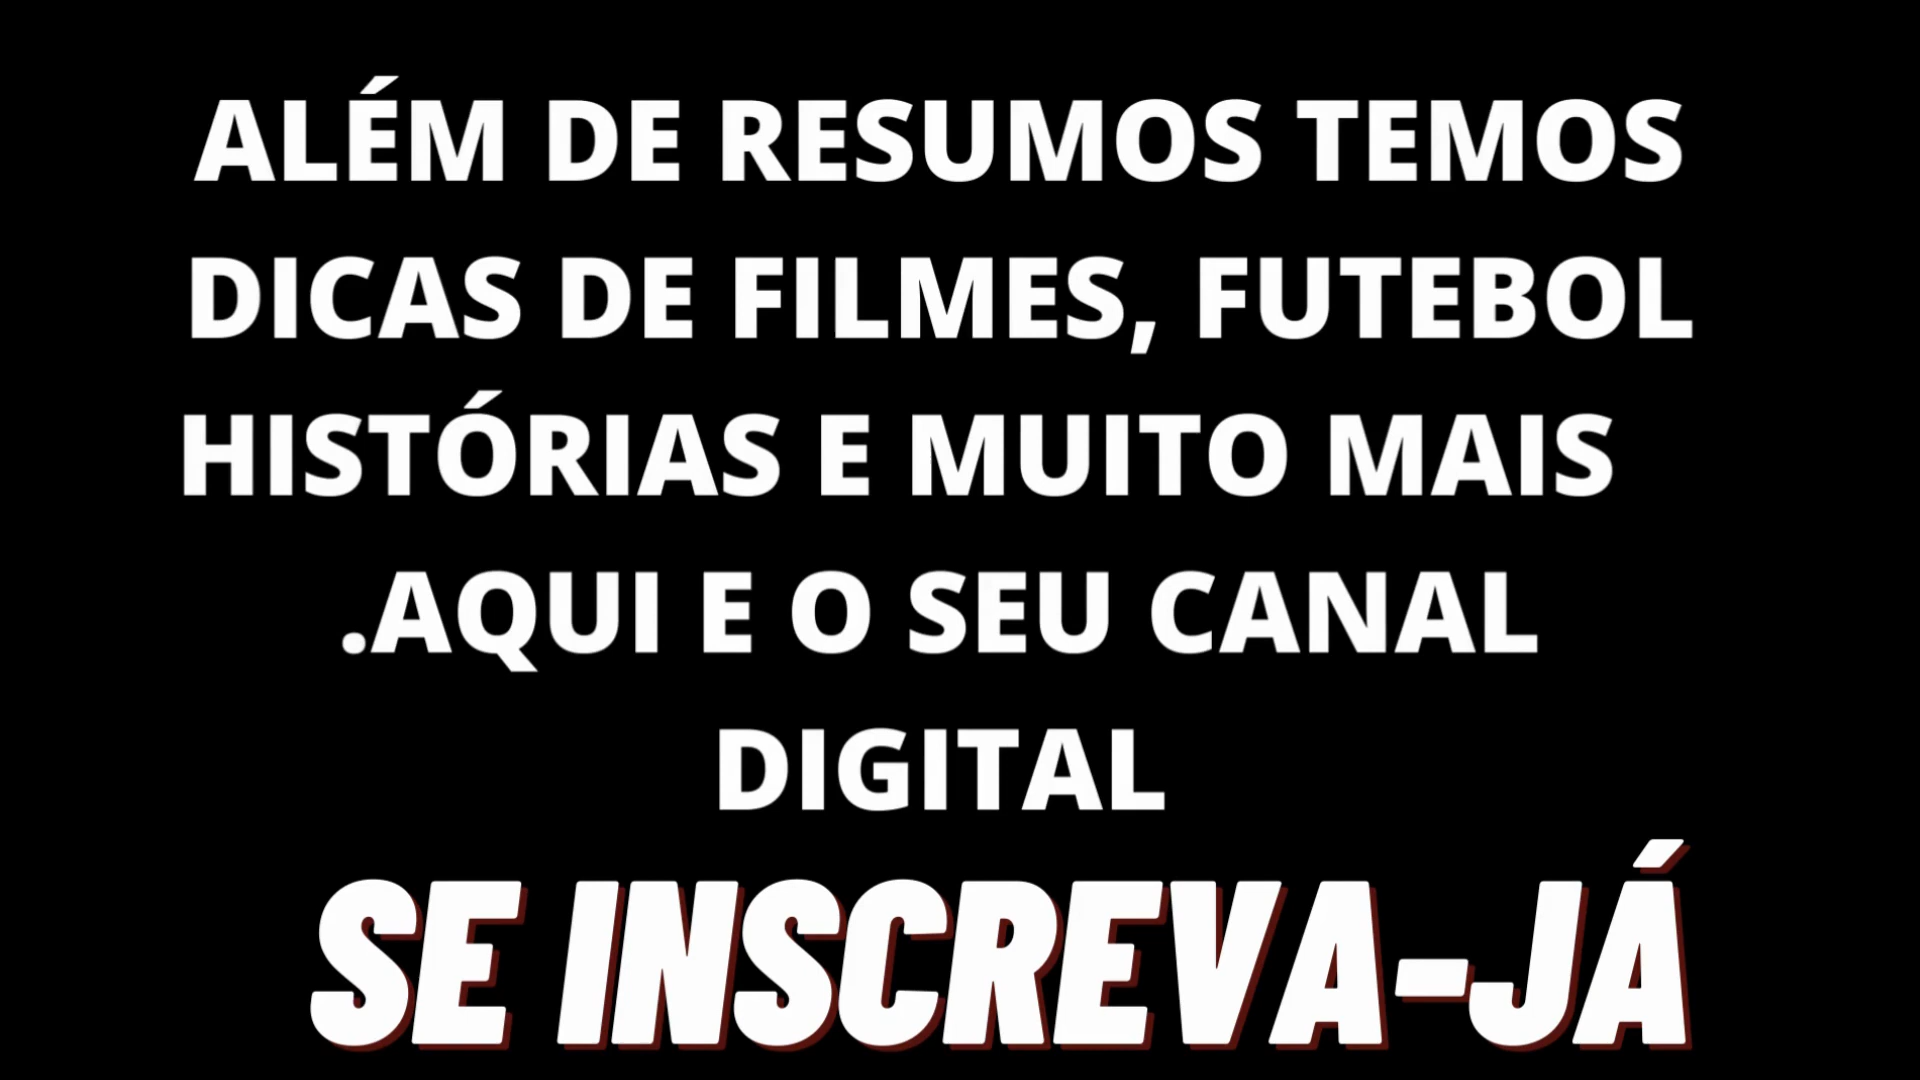 ALÉM DE RESUMOS TEMOS
DICAS DE FILMES, FUTEBOL
HISTÓRIAS E MUITO MAIS
.AQUI E O SEU CANAL
DIGITAL
SE INSCREVA-JÁ